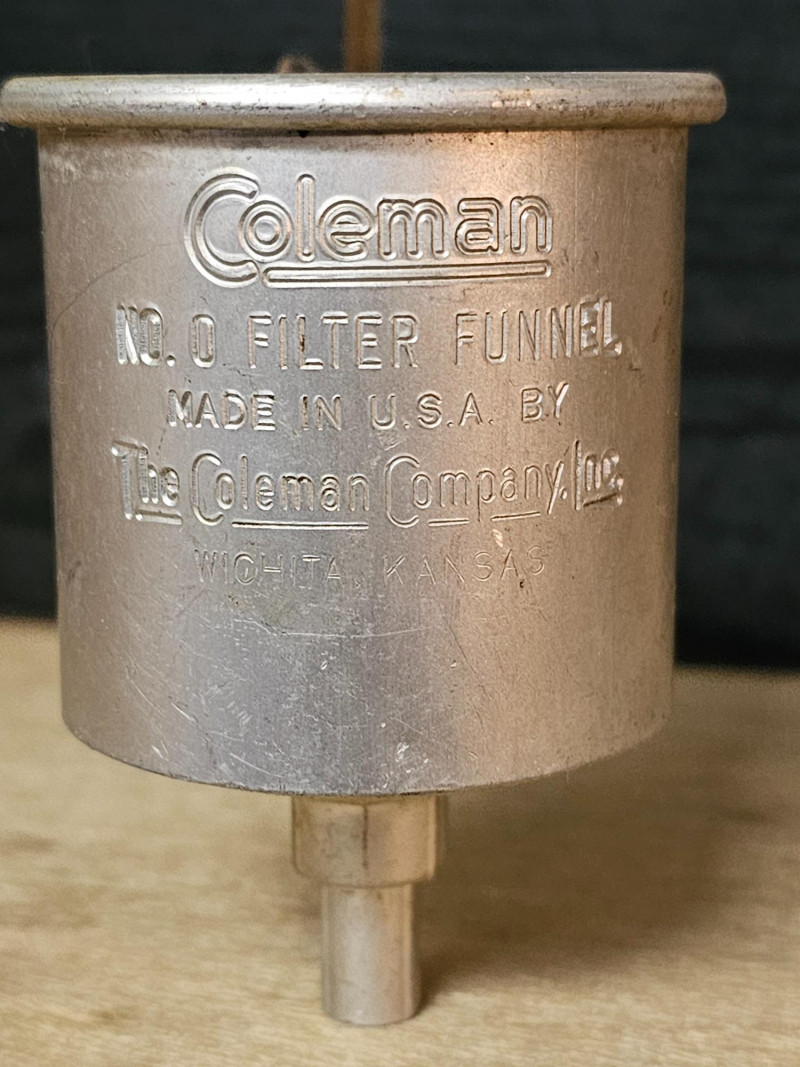 Coleman
NO. 0 FILTER FUNNEL
MADE IN U.S.A. BY
The Coleman Company, Inc.
WICHITA, KANSAS